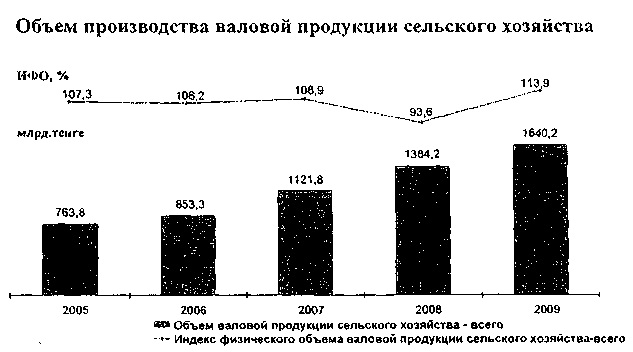 Объем производства валовой продукции сельского хозяйства
ИФО, %
107,3 106,2 108,9 93,6 113,9
млрд.тенге
763,8 853,3 1121,8 1384,2 1640,2
2005 2006 2007 2008 2009
Объем валовой продукции сельского хозяйства - всего
Индекс физического объема валовой продукции сельского хозяйства-всего